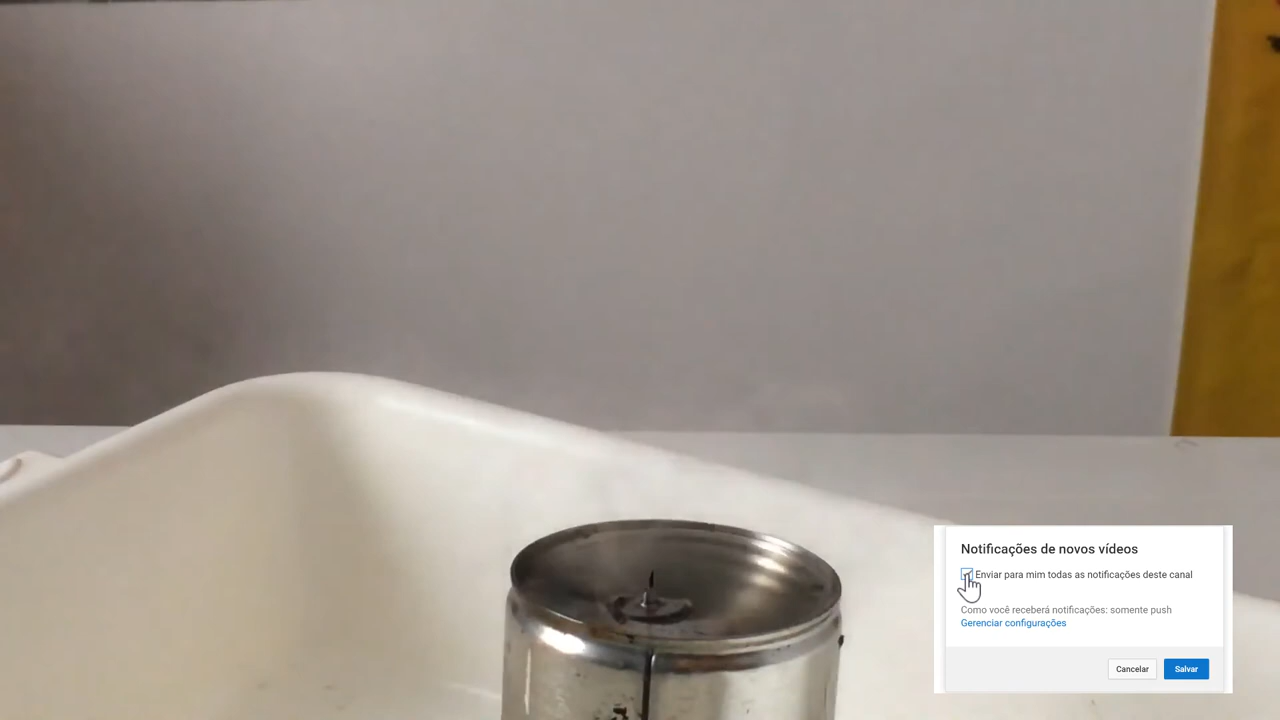 Notificações de novos vídeos
Enviar para mim todas as notificações deste canal
Como você receberá notificações: somente push
Gerenciar configurações
Cancelar
Salvar